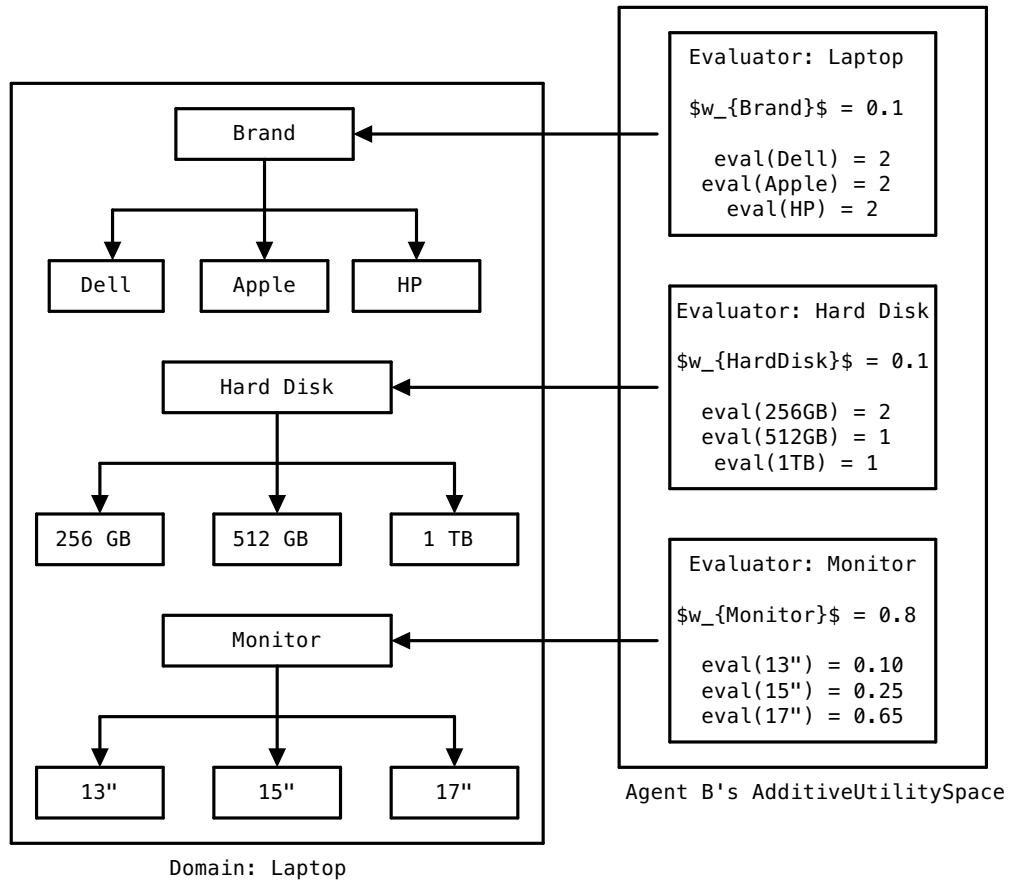 Brand
Dell
Apple
HP
Hard Disk
256 GB
512 GB
1 TB
Monitor
13"
15"
17"
Domain: Laptop
Evaluator: Laptop
$w_{Brand}$ = 0.1
eval(Dell) = 2
eval(Apple) = 2
eval(HP) = 2
Evaluator: Hard Disk
$w_{HardDisk}$ = 0.1
eval(256GB) = 2
eval(512GB) = 1
eval(1TB) = 1
Evaluator: Monitor
$w_{Monitor}$ = 0.8
eval(13") = 0.10
eval(15") = 0.25
eval(17") = 0.65
Agent B's AdditiveUtilitySpace